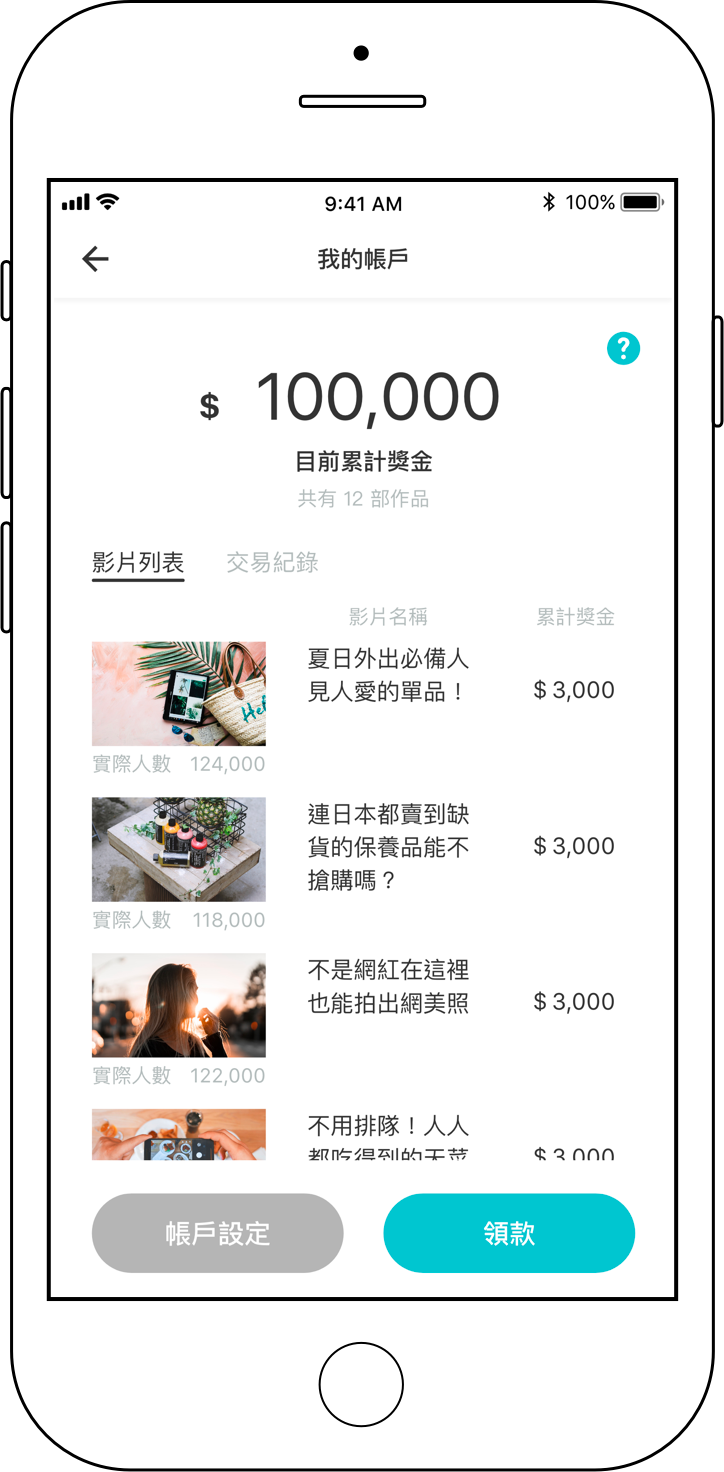 9:41 AM
100%
我的帳戶
?
$ 100,000
目前累計獎金
共有 12 部作品
影片列表
交易紀錄
影片名稱
累計獎金
夏日外出必備人
見人愛的單品！
$ 3,000
Hel
實際人數 124,000
連日本都賣到缺
貨的保養品能不
搶購嗎？
$ 3,000
實際人數 118,000
不是網紅在這裡
也能拍出網美照
$ 3,000
實際人數 122,000
不用排隊！人人
都吃得到的天菜
$ 3,000
帳戶設定
領款